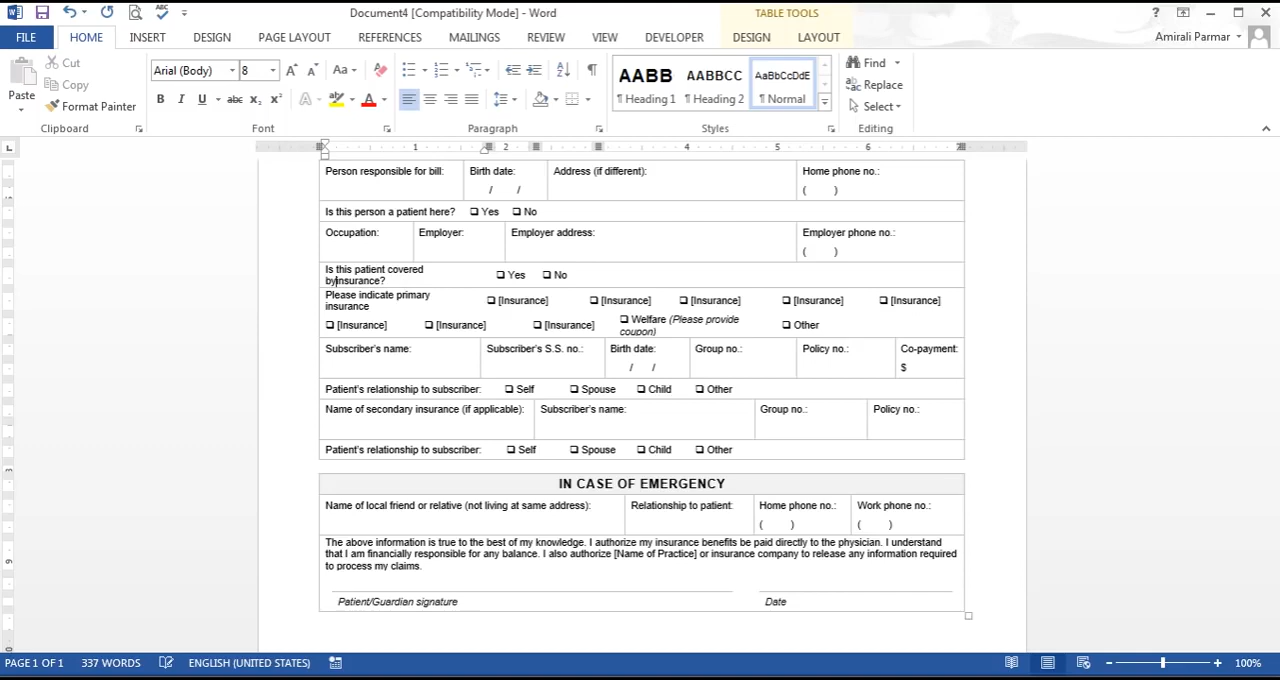 Document4 [Compatibility Mode] - Word
TABLE TOOLS
FILE HOME INSERT DESIGN PAGE LAYOUT REFERENCES MAILINGS REVIEW VIEW DEVELOPER DESIGN LAYOUT
Amirali Parmar
Paste
Cut
Copy
Format Painter
Clipboard
Arial (Body) 8
Font
Paragraph
AABB AABBCC AaBbCcDdE
¶ Heading 1 ¶ Heading 2 ¶ Normal
Styles
Find
Replace
Select
Editing
1 2 4 5 6
Person responsible for bill: Birth date: Address (if different): Home phone no.:
/ / ( )
Is this person a patient here? ❑ Yes ❑ No
Occupation: Employer: Employer address: Employer phone no.:
( )
Is this patient covered
byinsurance? ❑ Yes ❑ No
Please indicate primary
insurance ❑ [Insurance] ❑ [Insurance] ❑ [Insurance] ❑ [Insurance] ❑ [Insurance]
❑ [Insurance] ❑ [Insurance] ❑ [Insurance] ❑ Welfare (Please provide
coupon) ❑ Other
Subscriber's name: Subscriber's S.S. no.: Birth date: Group no.: Policy no.: Co-payment:
/ / $
Patient's relationship to subscriber: ❑ Self ❑ Spouse ❑ Child ❑ Other
Name of secondary insurance (if applicable): Subscriber's name: Group no.: Policy no.:
Patient's relationship to subscriber: ❑ Self ❑ Spouse ❑ Child ❑ Other
IN CASE OF EMERGENCY
Name of local friend or relative (not living at same address): Relationship to patient: Home phone no.: Work phone no.:
( ) ( )
The above information is true to the best of my knowledge. I authorize my insurance benefits be paid directly to the physician. I understand
that I am financially responsible for any balance. I also authorize [Name of Practice] or insurance company to release any information required
to process my claims.
Patient/Guardian signature Date
PAGE 1 OF 1 337 WORDS ENGLISH (UNITED STATES) 100%